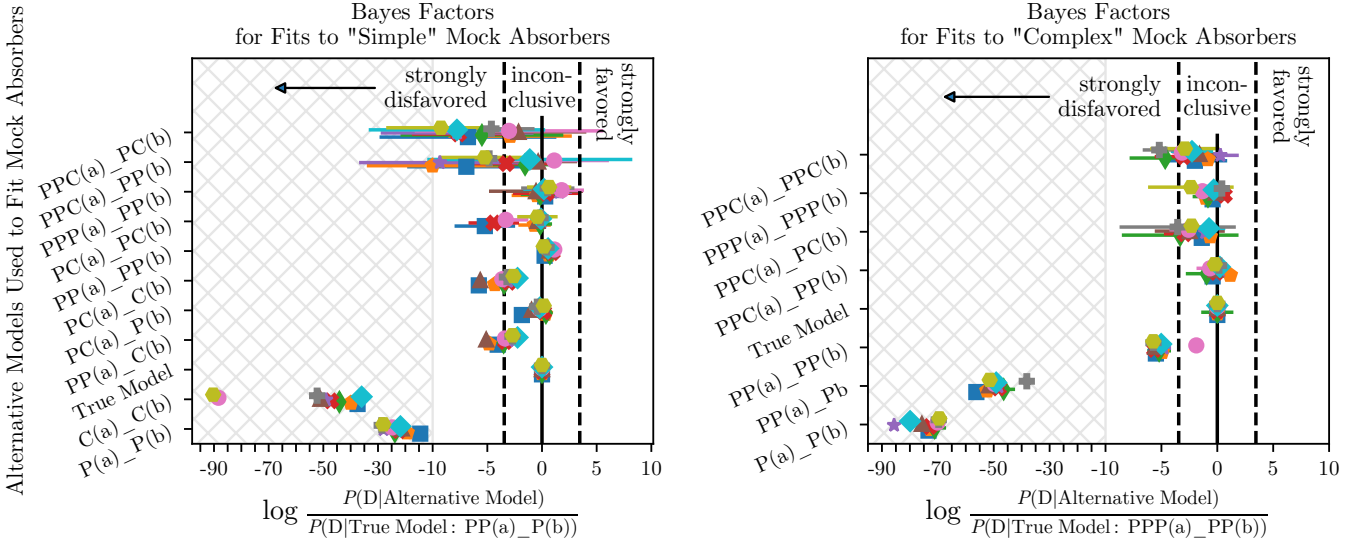 Bayes Factors
for Fits to "Simple" Mock Absorbers
Alternative Models Used to Fit Mock Absorbers
strongly
disfavored
incon-
clusive
strongly
favored
PPC(a)_PC(b)
PPC(a)_PP(b)
PPP(a)_PP(b)
PC(a)_PC(b)
PP(a)_PP(b)
PC(a)_C(b)
PC(a)_P(b)
PP(a)_C(b)
True Model
C(a)_C(b)
P(a)_P(b)
-90 -70 -50 -30 -10 -5 0 5 10
log P(D|Alternative Model)
P(D|True Model: PP(a)_P(b))
Bayes Factors
for Fits to "Complex" Mock Absorbers
strongly
disfavored
incon-
clusive
strongly
favored
PPC(a)_PPC(b)
PPP(a)_PPP(b)
PPC(a)_PC(b)
PPC(a)_PP(b)
True Model
PP(a)_PP(b)
PP(a)_Pb
P(a)_P(b)
-90 -70 -50 -30 -10 -5 0 5 10
log P(D|Alternative Model)
P(D|True Model: PPP(a)_PP(b))